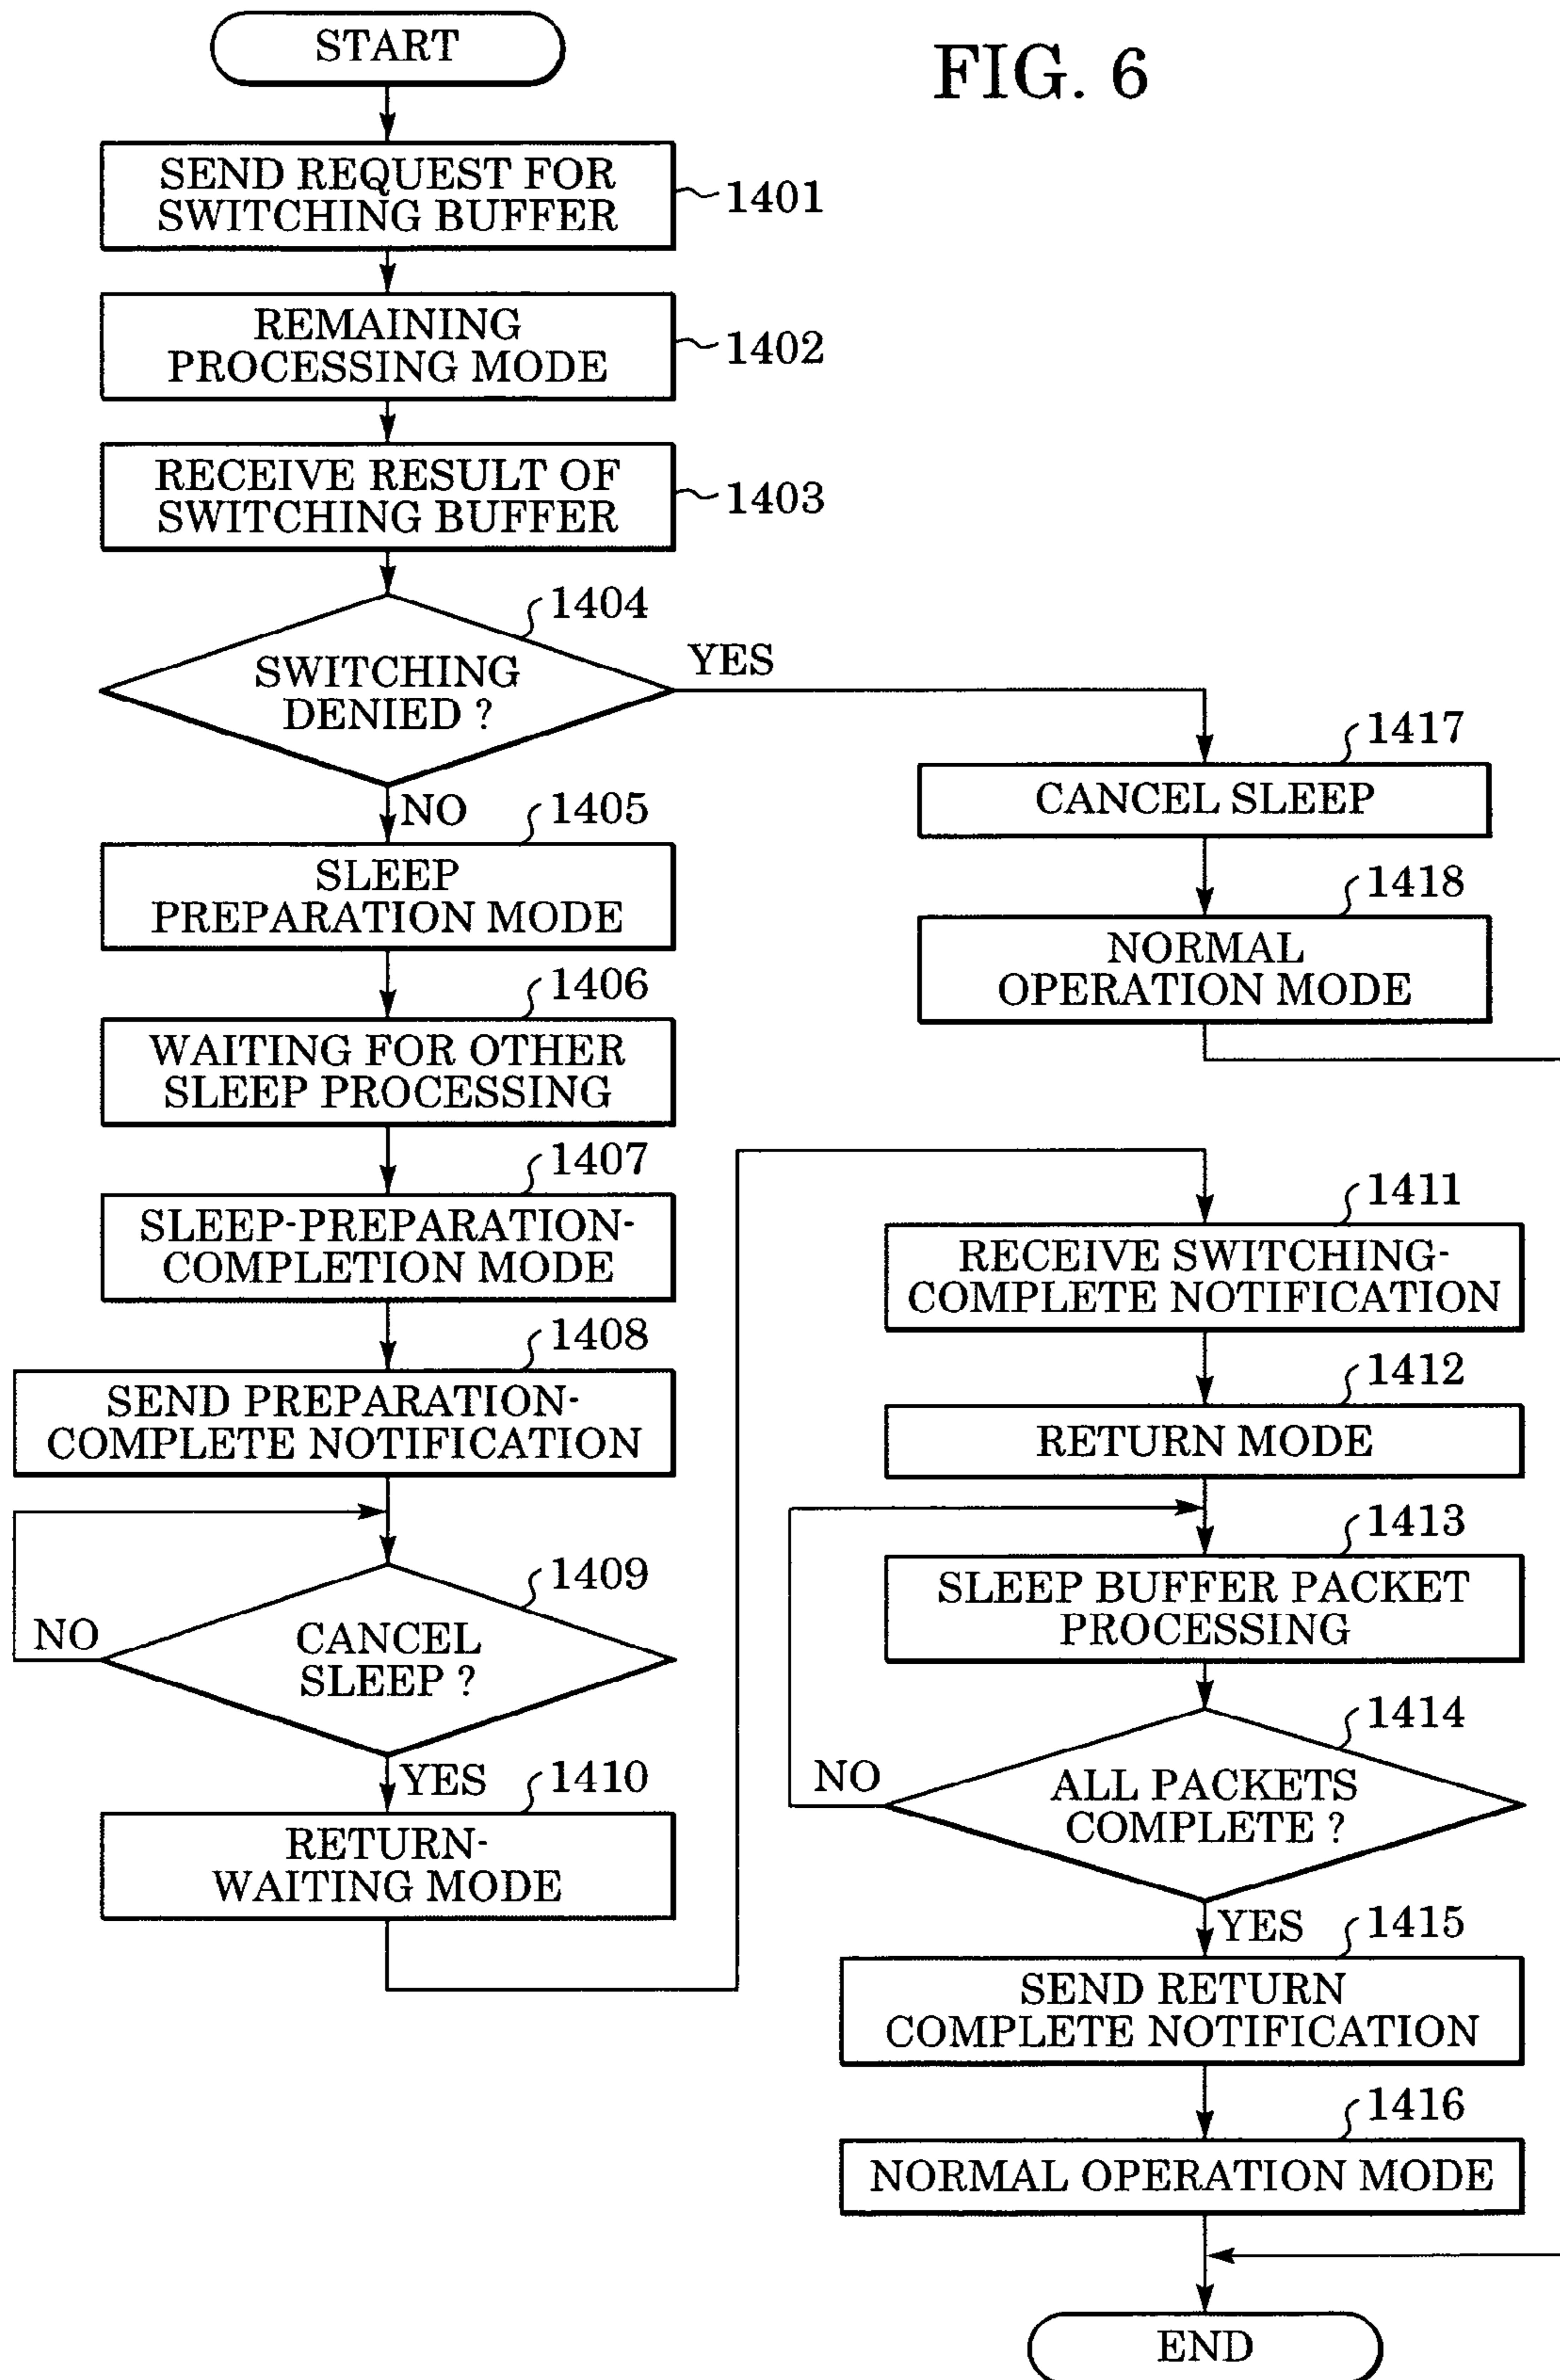 START
FIG. 6
SEND REQUEST FOR
SWITCHING BUFFER
1401
REMAINING
PROCESSING MODE
1402
RECEIVE RESULT OF
SWITCHING BUFFER
1403
1404
SWITCHING
DENIED ?
YES
NO
1405
SLEEP
PREPARATION MODE
1406
WAITING FOR OTHER
SLEEP PROCESSING
1407
SLEEP-PREPARATION-
COMPLETION MODE
1408
SEND PREPARATION-
COMPLETE NOTIFICATION
1409
CANCEL
SLEEP ?
NO
YES
1410
RETURN-
WAITING MODE
1417
CANCEL SLEEP
1418
NORMAL
OPERATION MODE
1411
RECEIVE SWITCHING-
COMPLETE NOTIFICATION
1412
RETURN MODE
1413
SLEEP BUFFER PACKET
PROCESSING
1414
ALL PACKETS
COMPLETE ?
NO
YES
1415
SEND RETURN
COMPLETE NOTIFICATION
1416
NORMAL OPERATION MODE
END